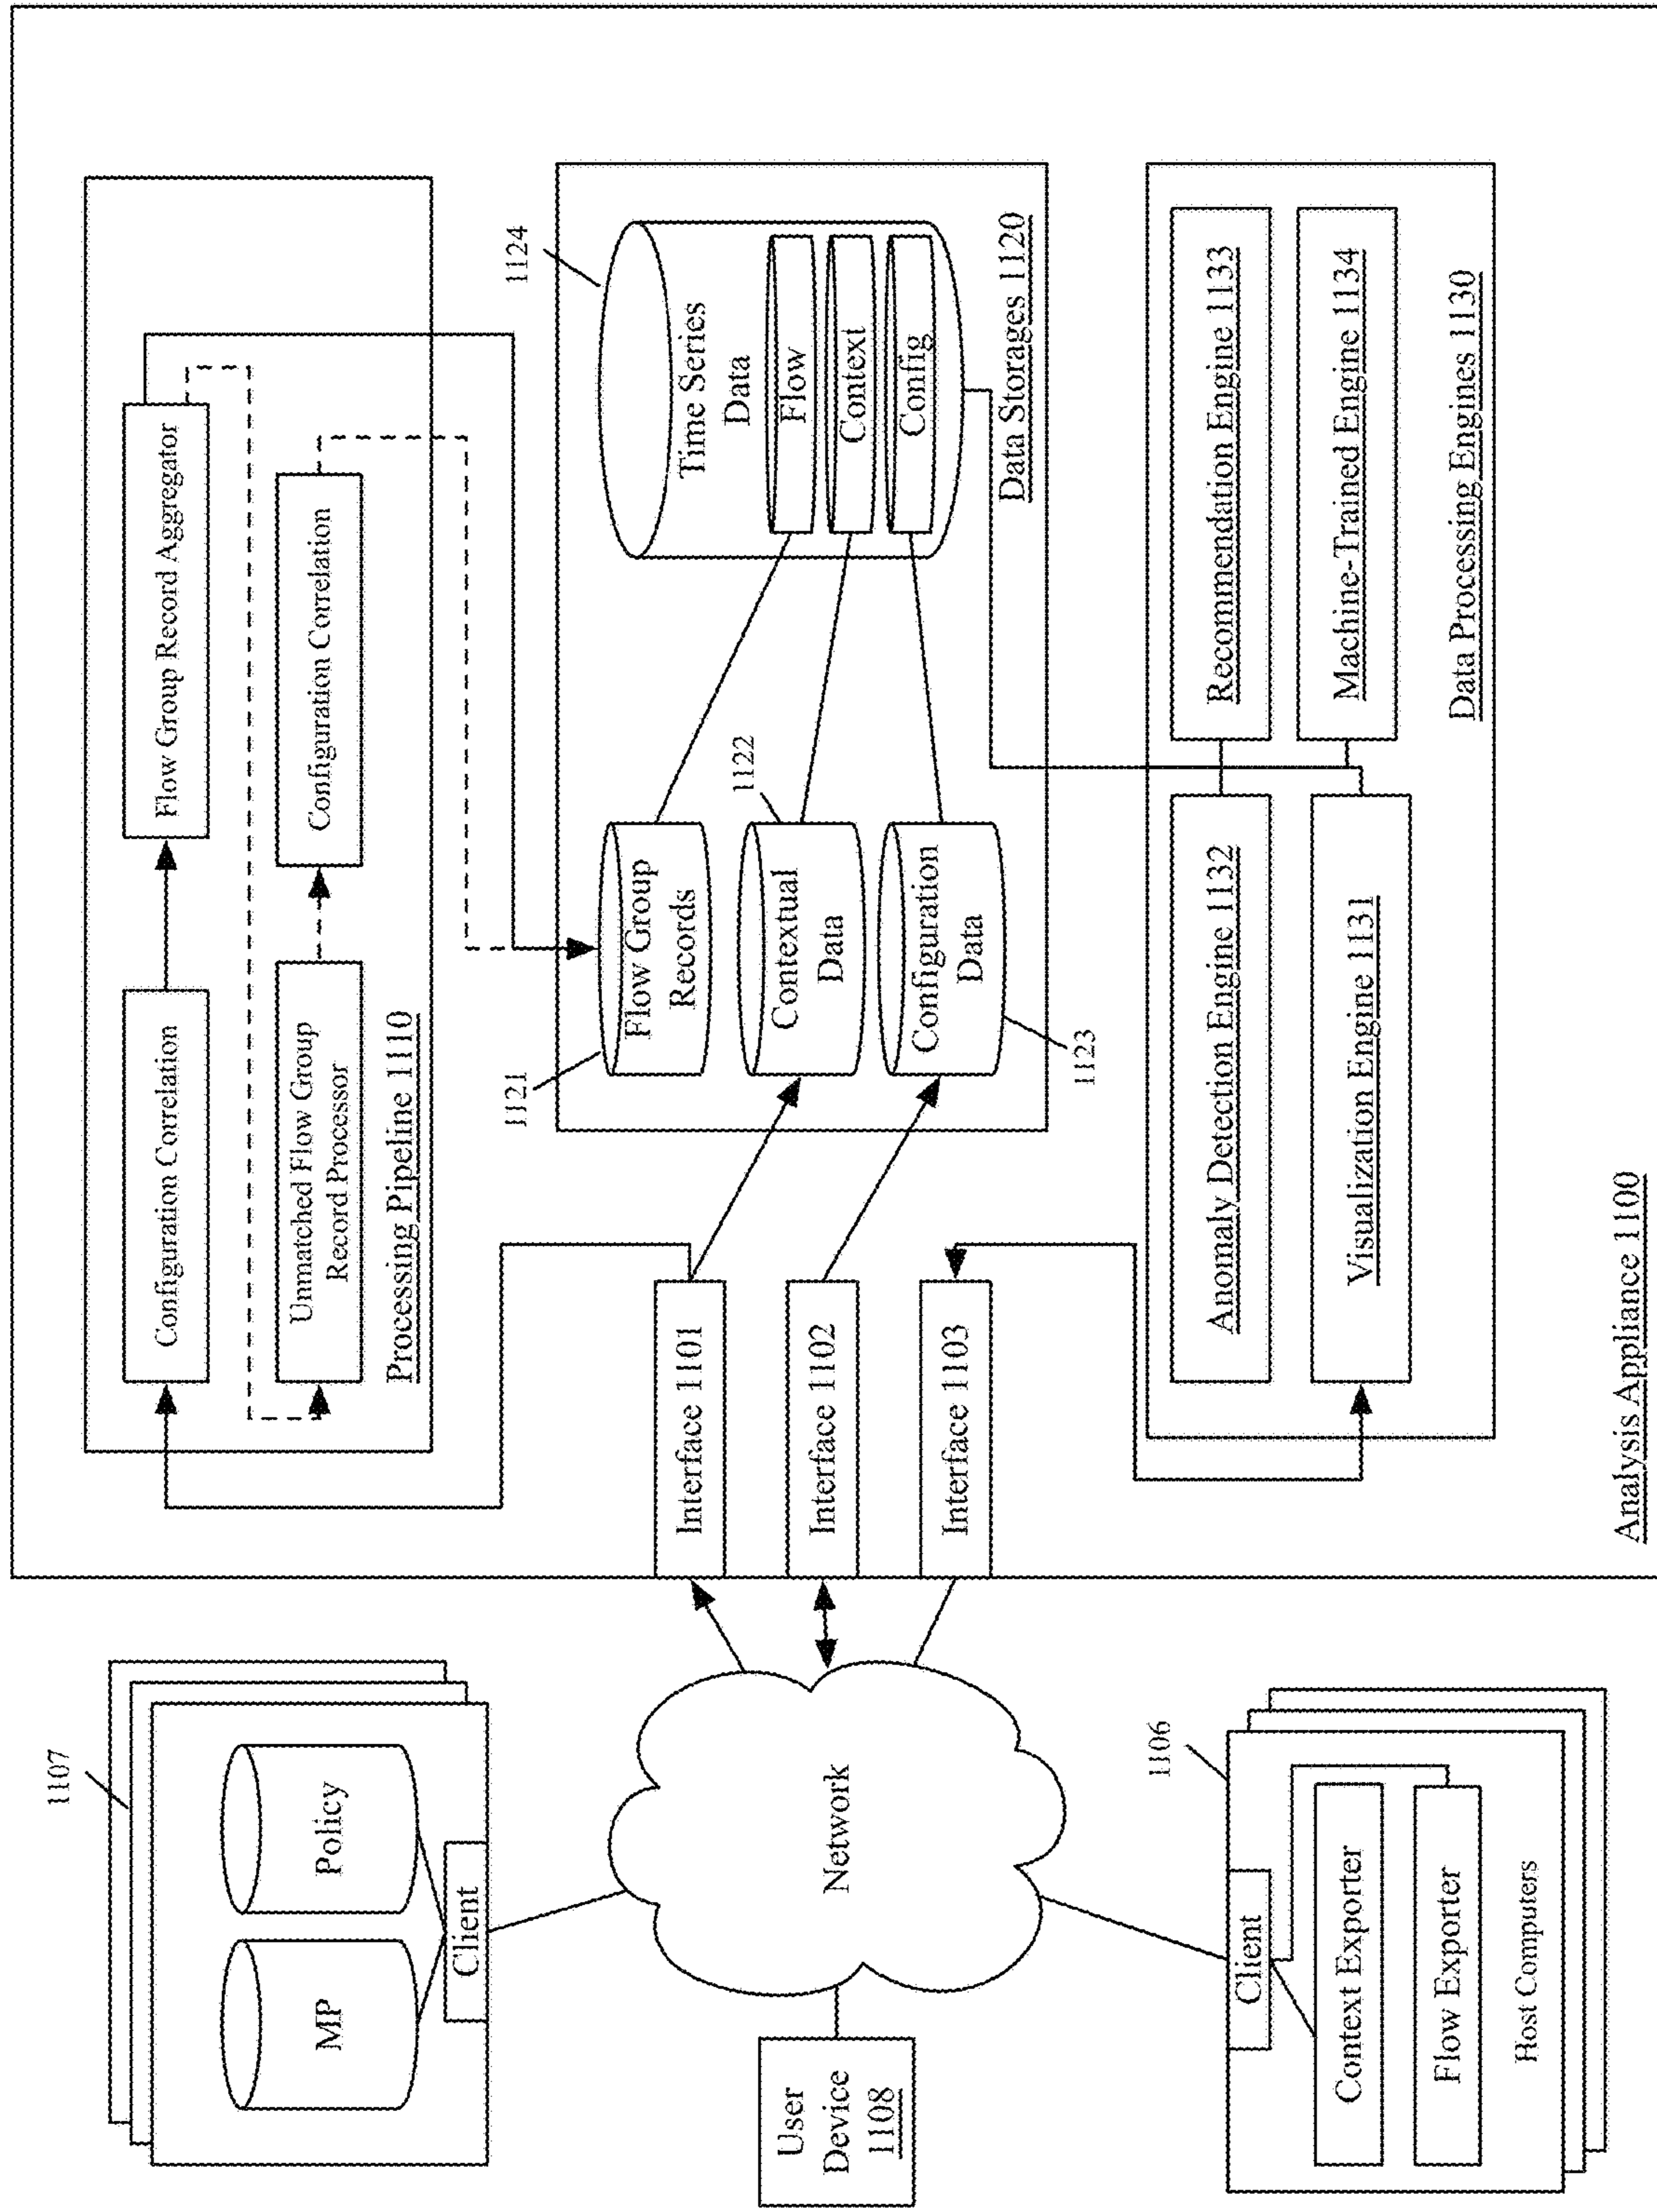 1107
MP
Policy
Client
User
Device
1108
Network
1106
Client
Context Exporter
Flow Exporter
Host Computers
Configuration Correlation
Flow Group Record Aggregator
Unmatched Flow Group
Record Processor
Configuration Correlation
Processing Pipeline 1110
Interface 1101
Interface 1102
Interface 1103
1121
Flow Group
Records
1122
Contextual
Data
Configuration
Data
1123
1124
Time Series
Data
Flow
Context
Config
Data Storages 1120
Anomaly Detection Engine 1132
Recommendation Engine 1133
Visualization Engine 1131
Machine-Trained Engine 1134
Data Processing Engines 1130
Analysis Appliance 1100